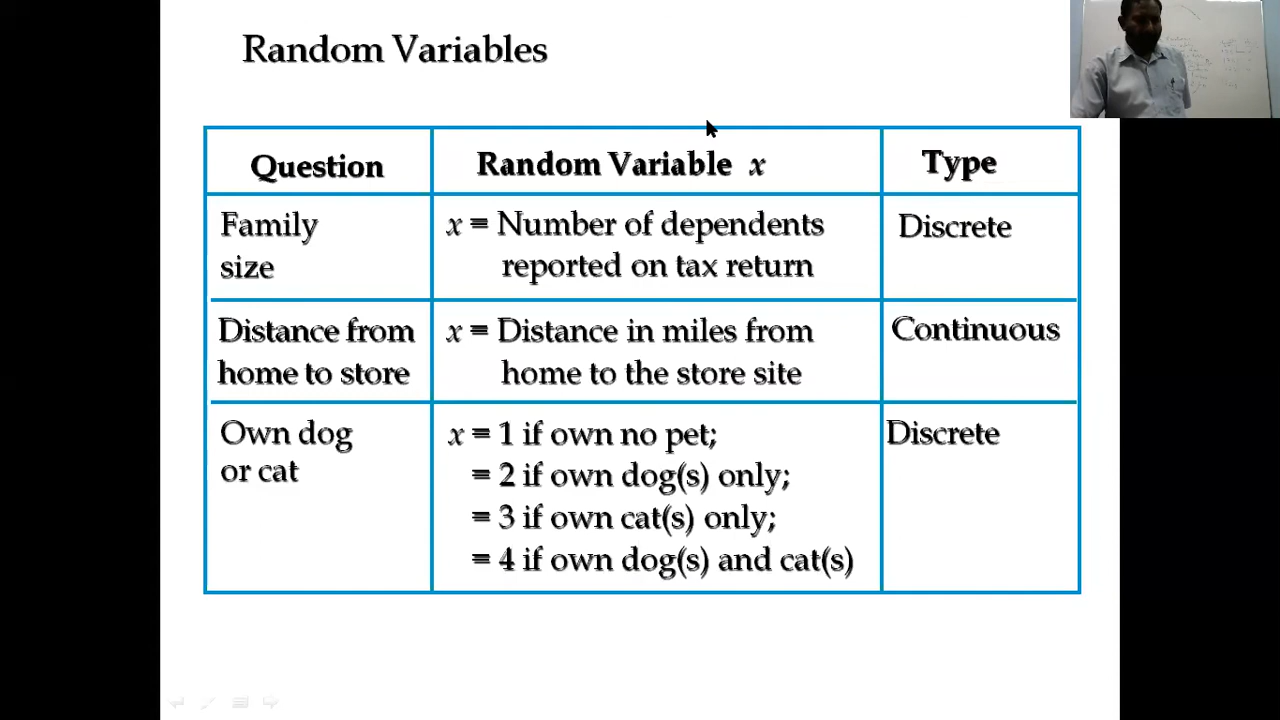 Random Variables
Question
Random Variable x
Type
Family
size
x = Number of dependents
reported on tax return
Discrete
Distance from
home to store
x = Distance in miles from
home to the store site
Continuous
Own dog
or cat
x = 1 if own no pet;
= 2 if own dog(s) only;
= 3 if own cat(s) only;
= 4 if own dog(s) and cat(s)
Discrete